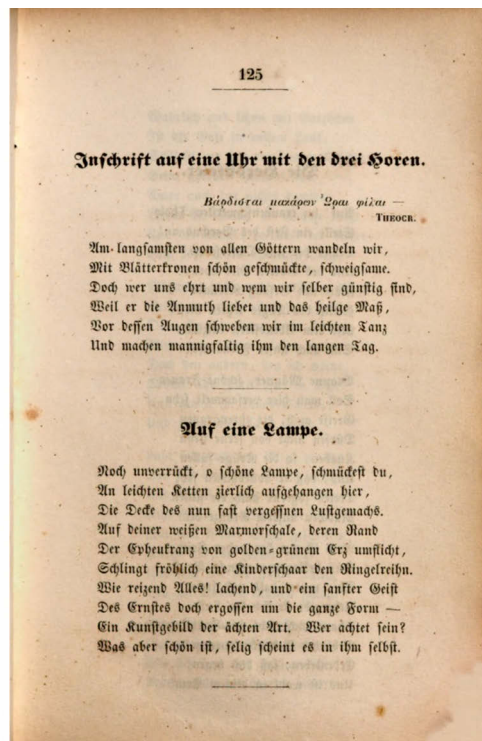 125
Inschrift auf eine Uhr mit den drei Horen.
Βάρδισται μακάρων Ὧραι φίλαι —
THEOCR.
Am langsamsten von allen Göttern wandeln wir,
Mit Blätterkronen schön geschmückte, schweigsame.
Doch wer uns ehrt und wem wir selber günstig sind,
Weil er die Anmuth liebet und das heilge Maß,
Vor dessen Augen schweben wir im leichten Tanz
Und machen mannigfaltig ihm den langen Tag.
Auf eine Lampe.
Noch unverrückt, o schöne Lampe, schmückest du,
An leichten Ketten zierlich aufgehangen hier,
Die Decke des nun fast vergessnen Lustgemachs.
Auf deiner weißen Marmorschale, deren Rand
Der Epheukranz von golden-grünem Erz umflicht,
Schlingt fröhlich eine Kinderschaar den Ringelreihn.
Wie reizend Alles! lachend, und ein sanfter Geist
Des Ernstes doch ergossen um die ganze Form —
Ein Kunstgebild der ächten Art. Wer achtet sein?
Was aber schön ist, selig scheint es in ihm selbst.